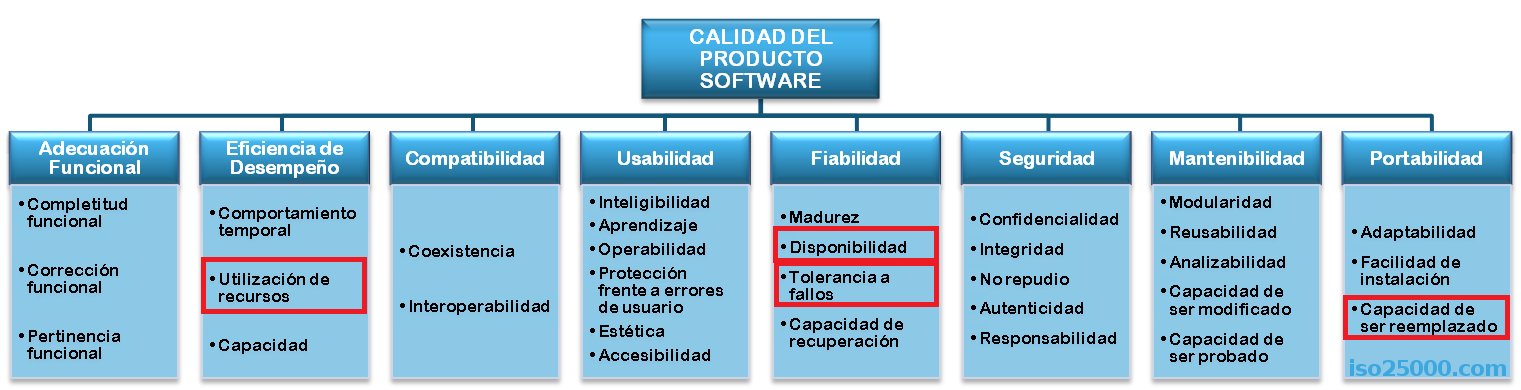 CALIDAD DEL
PRODUCTO
SOFTWARE
Adecuación
Funcional
• Completitud
funcional
• Corrección
funcional
• Pertinencia
funcional
Eficiencia de
Desempeño
• Comportamiento
temporal
• Utilización de
recursos
• Capacidad
Compatibilidad
• Coexistencia
• Interoperabilidad
Usabilidad
• Inteligibilidad
• Aprendizaje
• Operabilidad
• Protección
frente a errores
de usuario
• Estética
• Accesibilidad
Fiabilidad
• Madurez
• Disponibilidad
• Tolerancia a
fallos
• Capacidad de
recuperación
Seguridad
• Confidencialidad
• Integridad
• No repudio
• Autenticidad
• Responsabilidad
Mantenibilidad
• Modularidad
• Reusabilidad
• Analizabilidad
• Capacidad de
ser modificado
• Capacidad de
ser probado
Portabilidad
• Adaptabilidad
• Facilidad de
instalación
• Capacidad de
ser reemplazado
iso25000.com